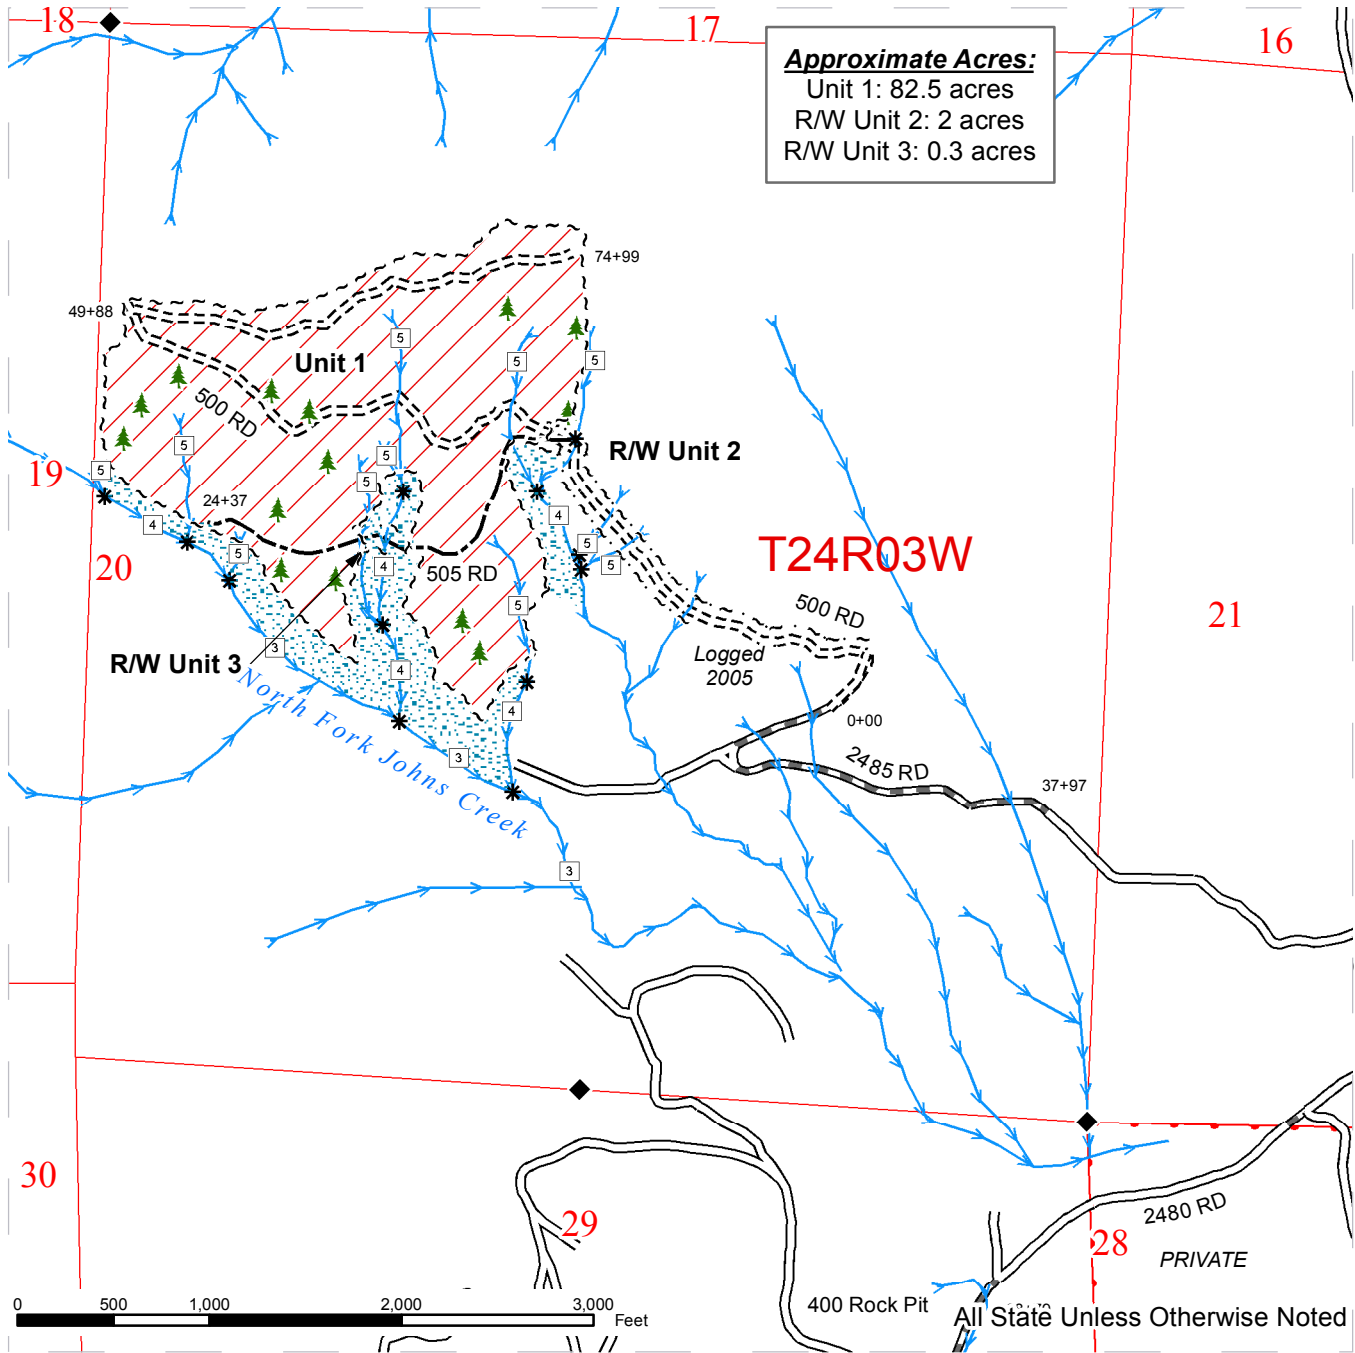 18
17
16
Approximate Acres:
Unit 1: 82.5 acres
R/W Unit 2: 2 acres
R/W Unit 3: 0.3 acres
74+99
49+88
5
5
5
Unit 1
500 RD
5
5
5
5
R/W Unit 2
19
24+37
4
4
5
5
5
T24R03W
20
4
505 RD
5
500 RD
21
3
R/W Unit 3
4
Logged
2005
North Fork Johns Creek
4
0+00
3
2485 RD
37+97
3
30
29
28
2480 RD
PRIVATE
0
500
1,000
2,000
3,000
Feet
400 Rock Pit
All State Unless Otherwise Noted